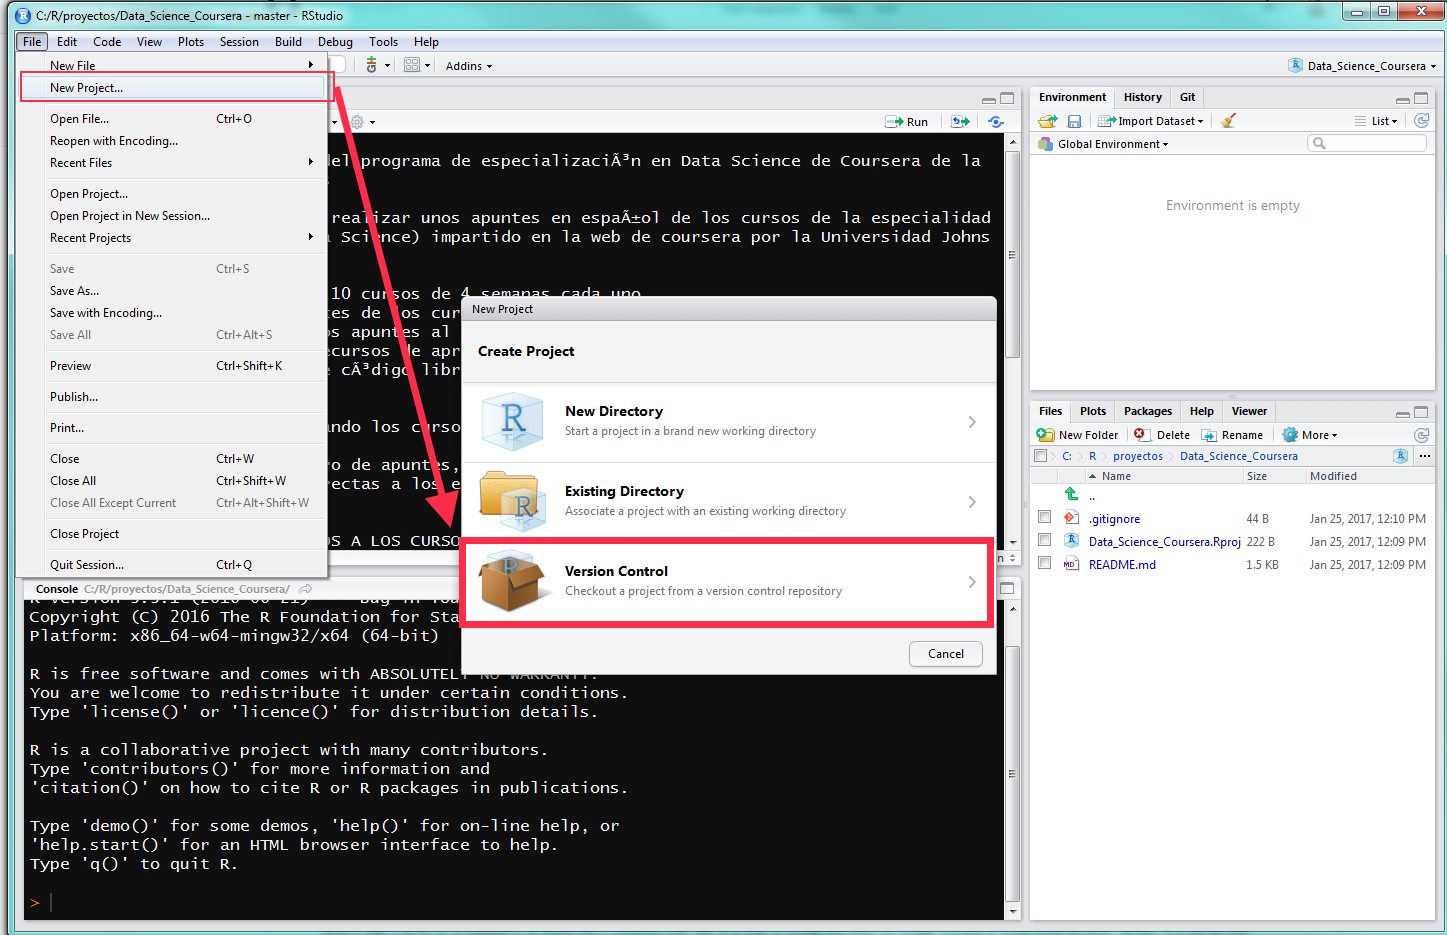 C:/R/proyectos/Data_Science_Coursera - master - RStudio
File Edit Code View Plots Session Build Debug Tools Help
New File
New Project...
Open File... Ctrl+O
Reopen with Encoding...
Recent Files
Open Project...
Open Project in New Session...
Recent Projects
Save Ctrl+S
Save As...
Save with Encoding...
Save All Ctrl+Alt+S
Preview Ctrl+Shift+K
Publish...
Print...
Close Ctrl+W
Close All Ctrl+Shift+W
Close All Except Current Ctrl+Alt+Shift+W
Close Project
Quit Session... Ctrl+Q
Addins
Data_Science_Coursera
Run
del programa de especializaciÃ³n en Data Science de Coursera de la
realizar unos apuntes en espaÃ±ol de los cursos de la especialidad
Science) impartido en la web de coursera por la Universidad Johns
10 cursos de 4 semanas cada uno
de los cur
apuntes al
de apr
cÃ³digo libr
los curso
de apuntes,
a los e
A LOS CURSO
New Project
Create Project
New Directory
Start a project in a brand new working directory
Existing Directory
Associate a project with an existing working directory
Version Control
Checkout a project from a version control repository
Cancel
Console C:/R/proyectos/Data_Science_Coursera/
Copyright (C) 2016 The R Foundation for Sta
Platform: x86_64-w64-mingw32/x64 (64-bit)
R is free software and comes with ABSOLUTELY NO WARRANTY.
You are welcome to redistribute it under certain conditions.
Type 'license()' or 'licence()' for distribution details.
R is a collaborative project with many contributors.
Type 'contributors()' for more information and
'citation()' on how to cite R or R packages in publications.
Type 'demo()' for some demos, 'help()' for on-line help, or
'help.start()' for an HTML browser interface to help.
Type 'q()' to quit R.
>
Environment History Git
Import Dataset List
Global Environment
Environment is empty
Files Plots Packages Help Viewer
New Folder Delete Rename More
C: R proyectos Data_Science_Coursera ...
Name Size Modified
..
.gitignore 44 B Jan 25, 2017, 12:10 PM
Data_Science_Coursera.Rproj 222 B Jan 25, 2017, 12:09 PM
README.md 1.5 KB Jan 25, 2017, 12:09 PM